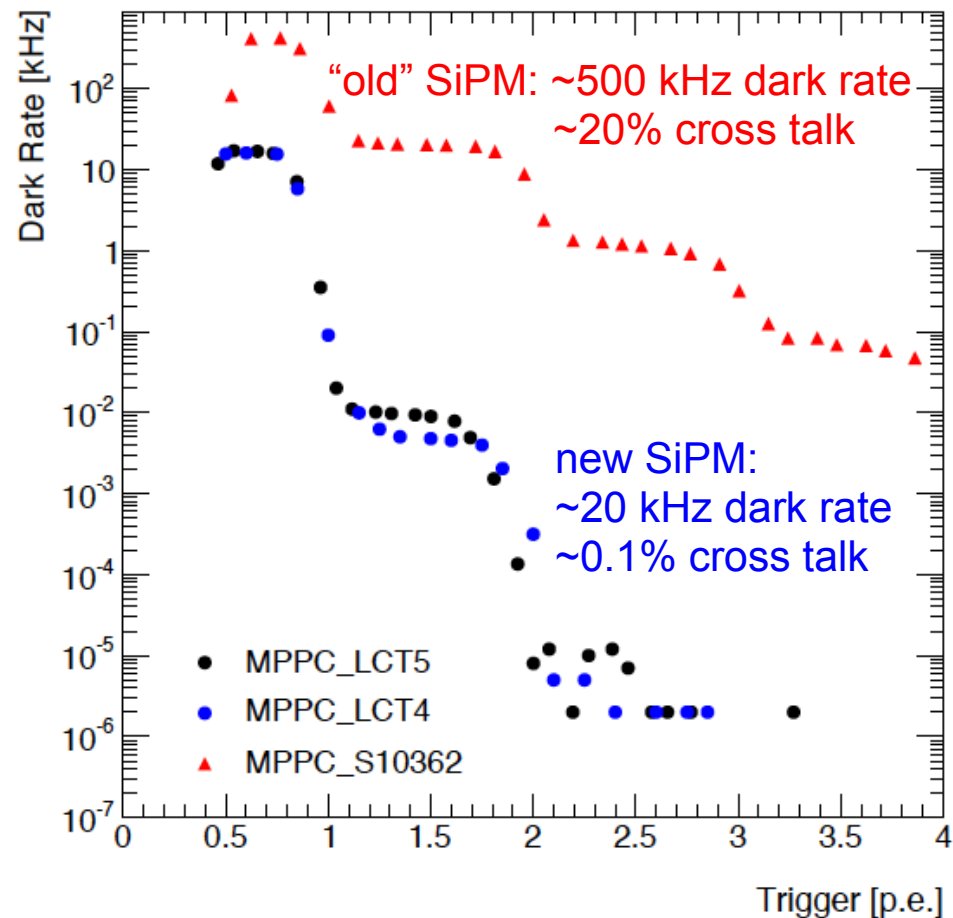 Dark Rate [kHz]
10²
10
1
10⁻¹
10⁻²
10⁻³
10⁻⁴
10⁻⁵
10⁻⁶
10⁻⁷
“old” SiPM: ~500 kHz dark rate
~20% cross talk
new SiPM:
~20 kHz dark rate
~0.1% cross talk
MPPC_LCT5
MPPC_LCT4
MPPC_S10362
0 0.5 1 1.5 2 2.5 3 3.5 4
Trigger [p.e.]